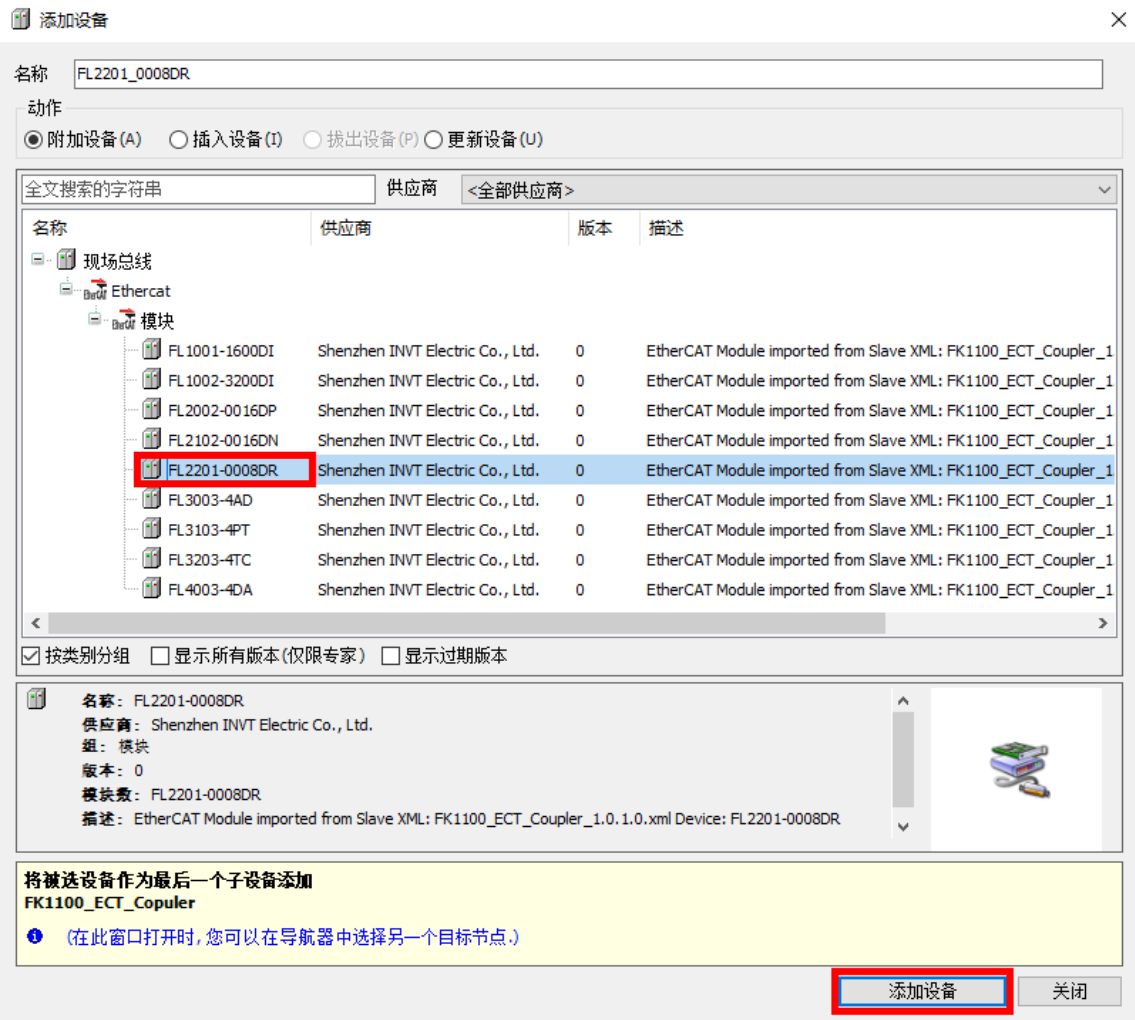 添加设备
名称 FL2201_0008DR
动作
附加设备(A) 插入设备(I) 拔出设备(P) 更新设备(U)
全文搜索的字符串 供应商 <全部供应商>
名称 供应商 版本 描述
现场总线
EtherCAT Ethercat
EtherCAT 模块
FL1001-1600DI Shenzhen INVT Electric Co., Ltd. 0 EtherCAT Module imported from Slave XML: FK1100_ECT_Coupler_1.
FL1002-3200DI Shenzhen INVT Electric Co., Ltd. 0 EtherCAT Module imported from Slave XML: FK1100_ECT_Coupler_1.
FL2002-0016DP Shenzhen INVT Electric Co., Ltd. 0 EtherCAT Module imported from Slave XML: FK1100_ECT_Coupler_1.
FL2102-0016DN Shenzhen INVT Electric Co., Ltd. 0 EtherCAT Module imported from Slave XML: FK1100_ECT_Coupler_1.
FL2201-0008DR Shenzhen INVT Electric Co., Ltd. 0 EtherCAT Module imported from Slave XML: FK1100_ECT_Coupler_1.
FL3003-4AD Shenzhen INVT Electric Co., Ltd. 0 EtherCAT Module imported from Slave XML: FK1100_ECT_Coupler_1.
FL3103-4PT Shenzhen INVT Electric Co., Ltd. 0 EtherCAT Module imported from Slave XML: FK1100_ECT_Coupler_1.
FL3203-4TC Shenzhen INVT Electric Co., Ltd. 0 EtherCAT Module imported from Slave XML: FK1100_ECT_Coupler_1.
FL4003-4DA Shenzhen INVT Electric Co., Ltd. 0 EtherCAT Module imported from Slave XML: FK1100_ECT_Coupler_1.
按类别分组 显示所有版本(仅限专家) 显示过期版本
名称: FL2201-0008DR
供应商: Shenzhen INVT Electric Co., Ltd.
组: 模块
版本: 0
模块数: FL2201-0008DR
描述: EtherCAT Module imported from Slave XML: FK1100_ECT_Coupler_1.0.1.0.xml Device: FL2201-0008DR
将被选设备作为最后一个子设备添加
FK1100_ECT_Copuler
(在此窗口打开时,您可以在导航器中选择另一个目标节点.)
添加设备 关闭